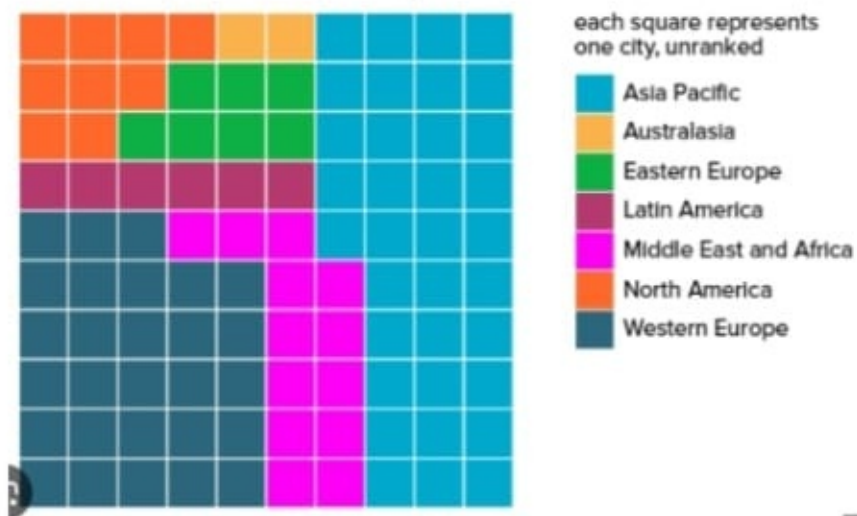 each square represents
one city, unranked
Asia Pacific
Australasia
Eastern Europe
Latin America
Middle East and Africa
North America
Western Europe